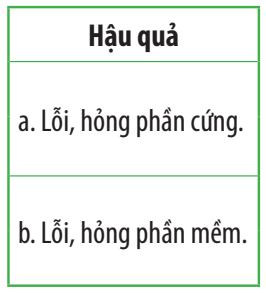 Hậu quả
a. Lỗi, hỏng phần cứng.
b. Lỗi, hỏng phần mềm.